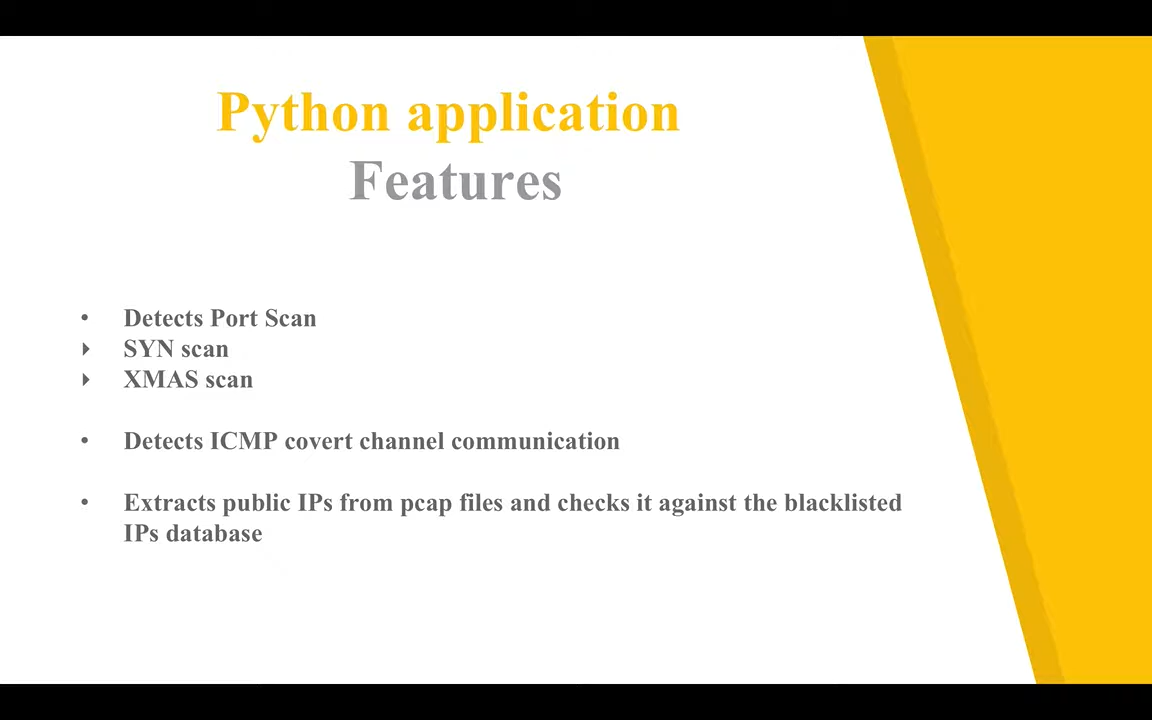 Python application
Features
• Detects Port Scan
‣ SYN scan
‣ XMAS scan
• Detects ICMP covert channel communication
• Extracts public IPs from pcap files and checks it against the blacklisted
IPs database